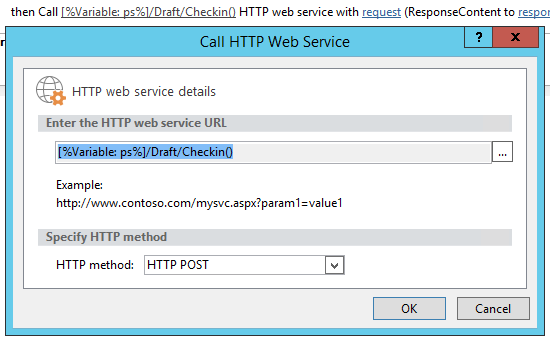 then Call [%Variable: ps%]/Draft/Checkin() HTTP web service with request (ResponseContent to respor
Call HTTP Web Service
?
x
HTTP web service details
Enter the HTTP web service URL
[%Variable: ps%]/Draft/Checkin()
...
Example:
http://www.contoso.com/mysvc.aspx?param1=value1
Specify HTTP method
HTTP method: HTTP POST
OK Cancel